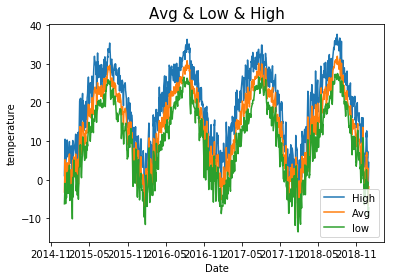 Avg & Low & High
temperature
40
30
20
10
0
−10
2014-11 2015-05 2015-11 2016-05 2016-11 2017-05 2017-11 2018-05 2018-11
Date
High
Avg
low